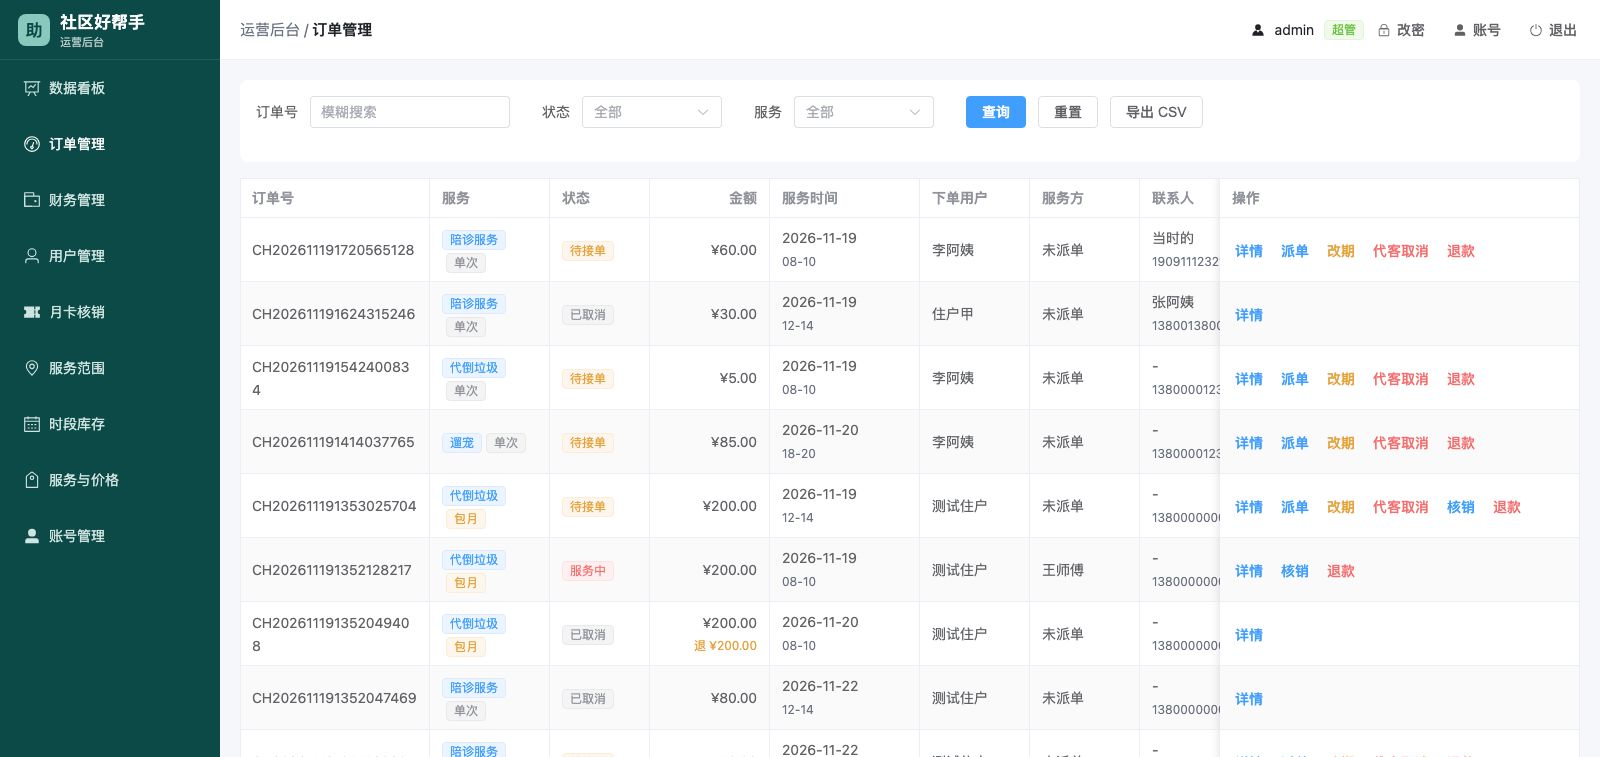 助
社区好帮手
运营后台
数据看板
订单管理
财务管理
用户管理
月卡核销
服务范围
时段库存
服务与价格
账号管理
运营后台 / 订单管理
admin 超管 改密 账号 退出
订单号 模糊搜索 状态 全部 服务 全部 查询 重置 导出 CSV
订单号 服务 状态 金额 服务时间 下单用户 服务方 联系人 操作
CH202611191720565128 陪诊服务 单次 待接单 ¥60.00 2026-11-19 08-10 李阿姨 未派单 当时的 1909111232 详情 派单 改期 代客取消 退款
CH202611191624315246 陪诊服务 单次 已取消 ¥30.00 2026-11-19 12-14 住户甲 未派单 张阿姨 138001380 详情
CH202611191542400834 代倒垃圾 单次 待接单 ¥5.00 2026-11-19 08-10 李阿姨 未派单 - 138000012 详情 派单 改期 代客取消 退款
CH202611191414037765 遛宠 单次 待接单 ¥85.00 2026-11-20 18-20 李阿姨 未派单 - 138000012 详情 派单 改期 代客取消 退款
CH202611191353025704 代倒垃圾 包月 待接单 ¥200.00 2026-11-19 12-14 测试住户 未派单 - 138000000 详情 派单 改期 代客取消 核销 退款
CH202611191352128217 代倒垃圾 包月 服务中 ¥200.00 2026-11-19 08-10 测试住户 王师傅 - 138000000 详情 核销 退款
CH202611191352049408 代倒垃圾 包月 已取消 ¥200.00 退 ¥200.00 2026-11-20 08-10 测试住户 未派单 - 138000000 详情
CH202611191352047469 陪诊服务 单次 已取消 ¥80.00 2026-11-22 12-14 测试住户 未派单 - 138000000 详情
陪诊服务 2026-11-22 -